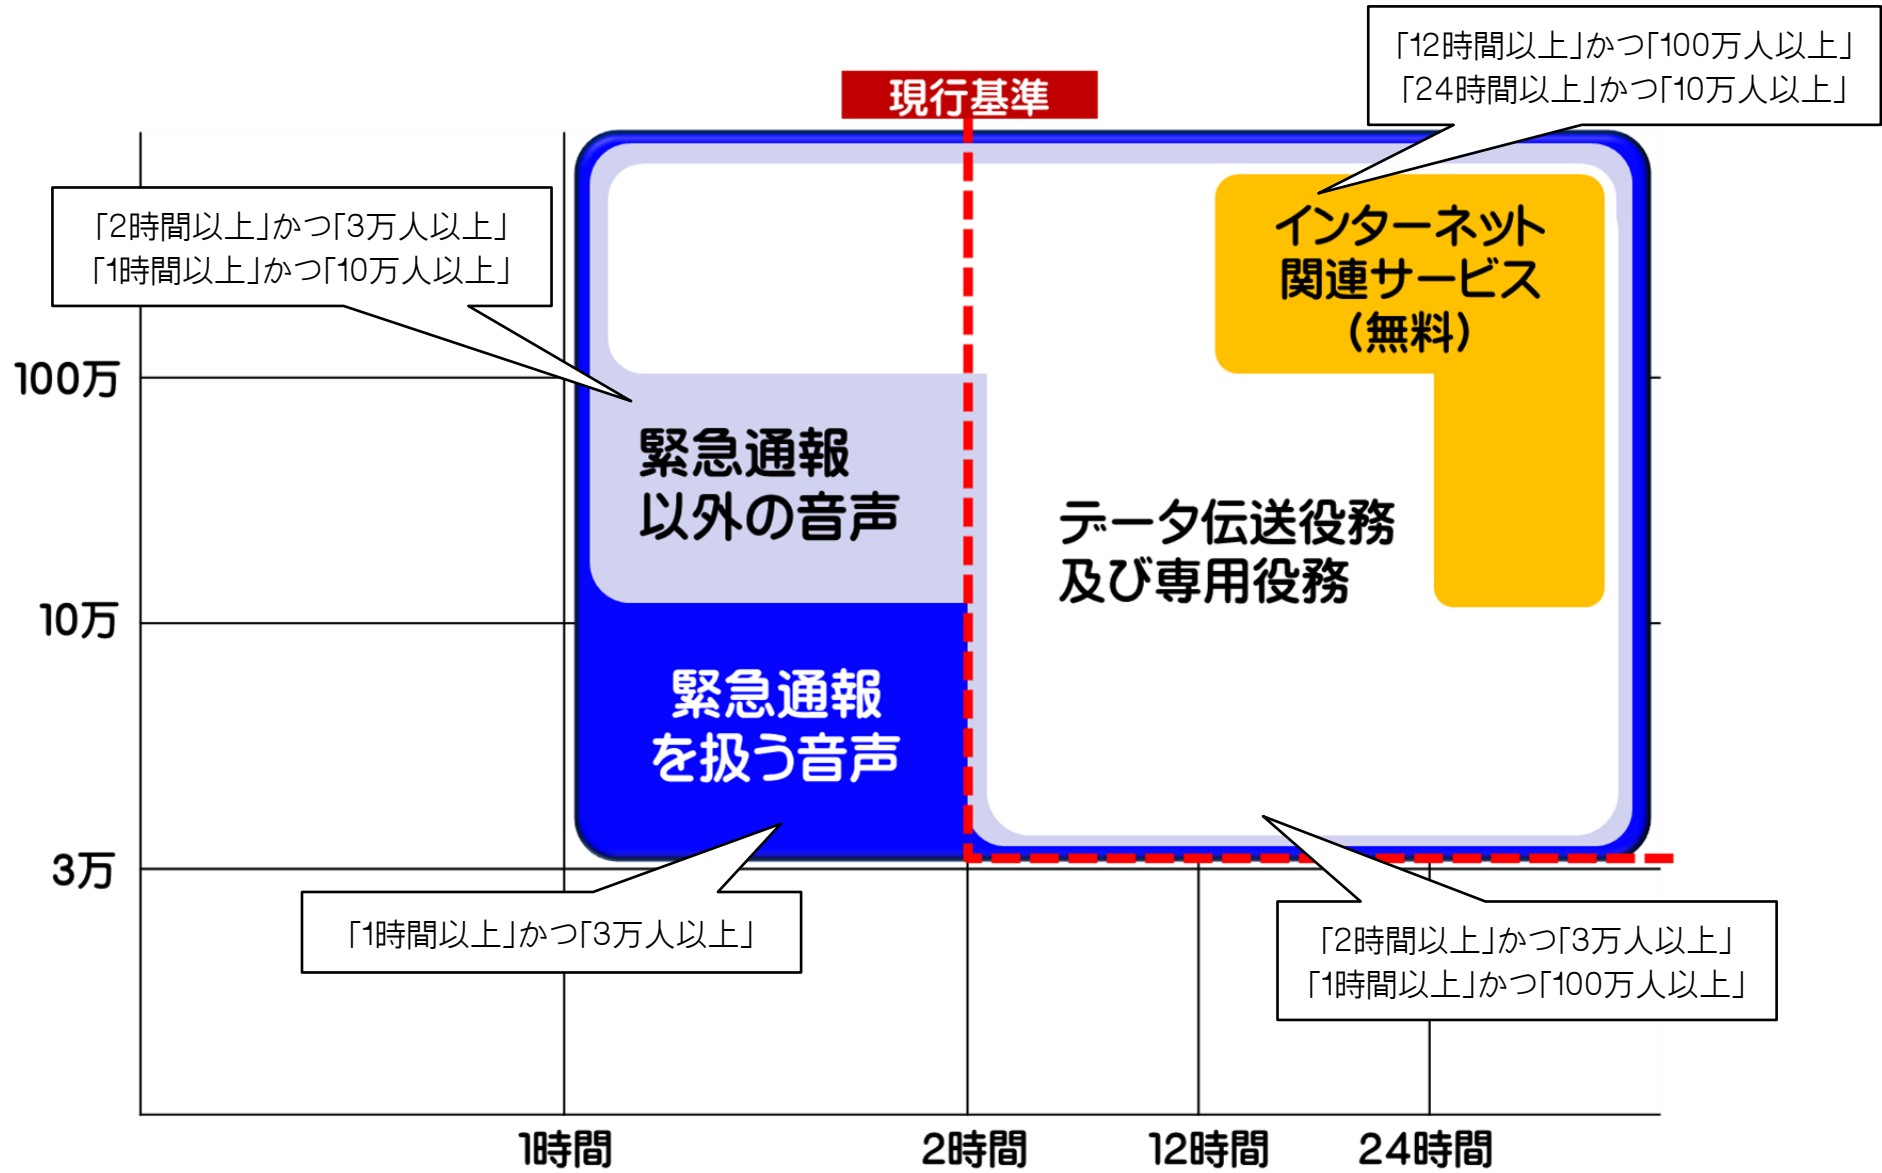 現行基準
「12時間以上」かつ「100万人以上」
「24時間以上」かつ「10万人以上」
「2時間以上」かつ「3万人以上」
「1時間以上」かつ「10万人以上」
インターネット
関連サービス
(無料)
100万
緊急通報
以外の音声
データ伝送役務
及び専用役務
10万
緊急通報
を扱う音声
3万
「1時間以上」かつ「3万人以上」
「2時間以上」かつ「3万人以上」
「1時間以上」かつ「100万人以上」
1時間
2時間
12時間
24時間